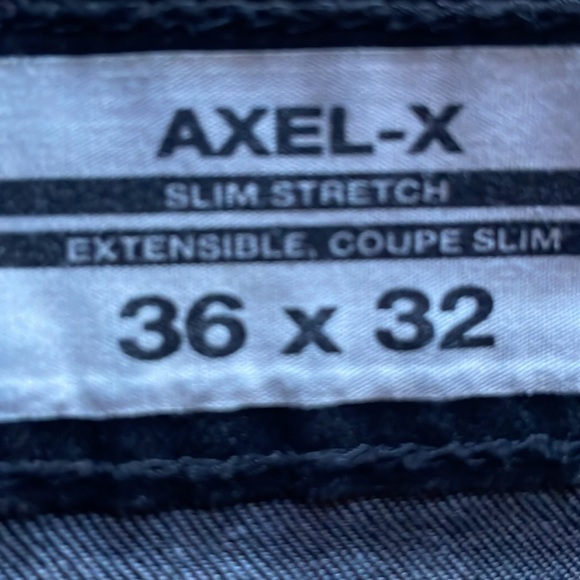 AXEL-X
SLIM STRETCH
EXTENSIBLE, COUPE SLIM
36 x 32